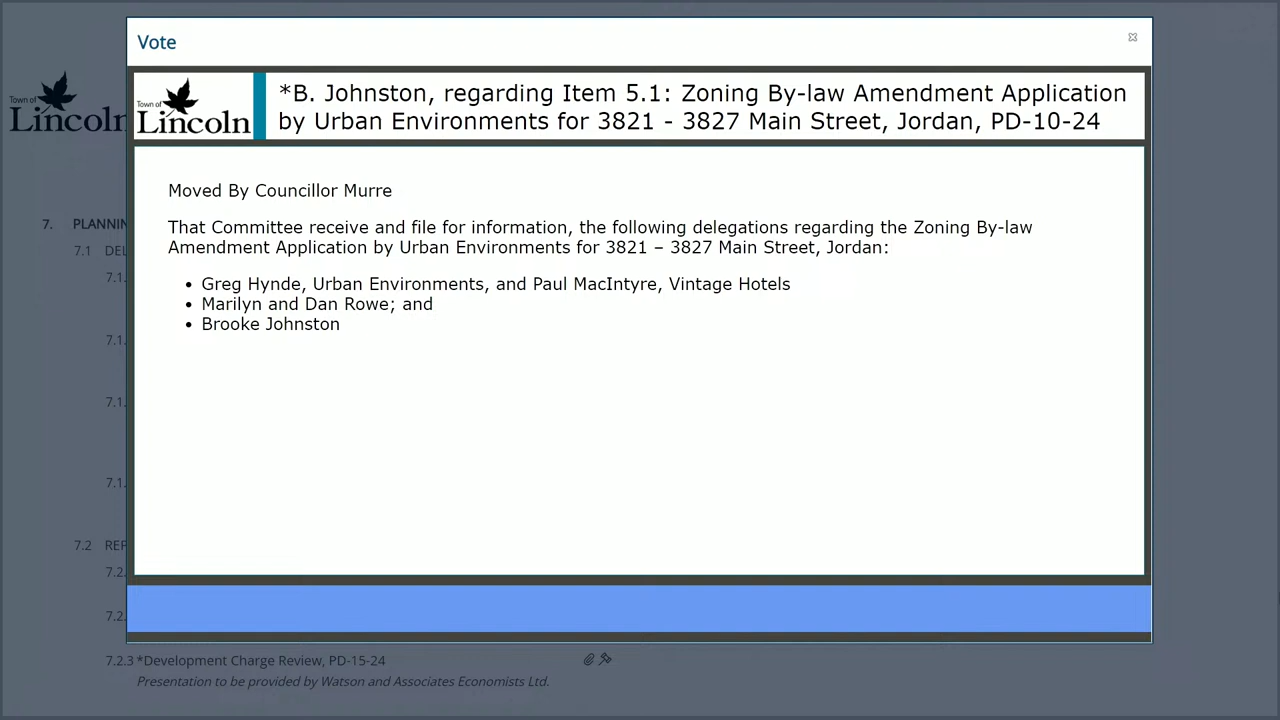 Vote
Town of
Lincoln
Town of
Lincoln
*B. Johnston, regarding Item 5.1: Zoning By-law Amendment Application
by Urban Environments for 3821 - 3827 Main Street, Jordan, PD-10-24
Moved By Councillor Murre
That Committee receive and file for information, the following delegations regarding the Zoning By-law
Amendment Application by Urban Environments for 3821 – 3827 Main Street, Jordan:
• Greg Hynde, Urban Environments, and Paul MacIntyre, Vintage Hotels
• Marilyn and Dan Rowe; and
• Brooke Johnston
7. PLANNIN
7.1 DEL
7.1.
7.1.
7.1.
7.1.
7.2 REP
7.2.
7.2.
7.2.3 *Development Charge Review, PD-15-24
Presentation to be provided by Watson and Associates Economists Ltd.